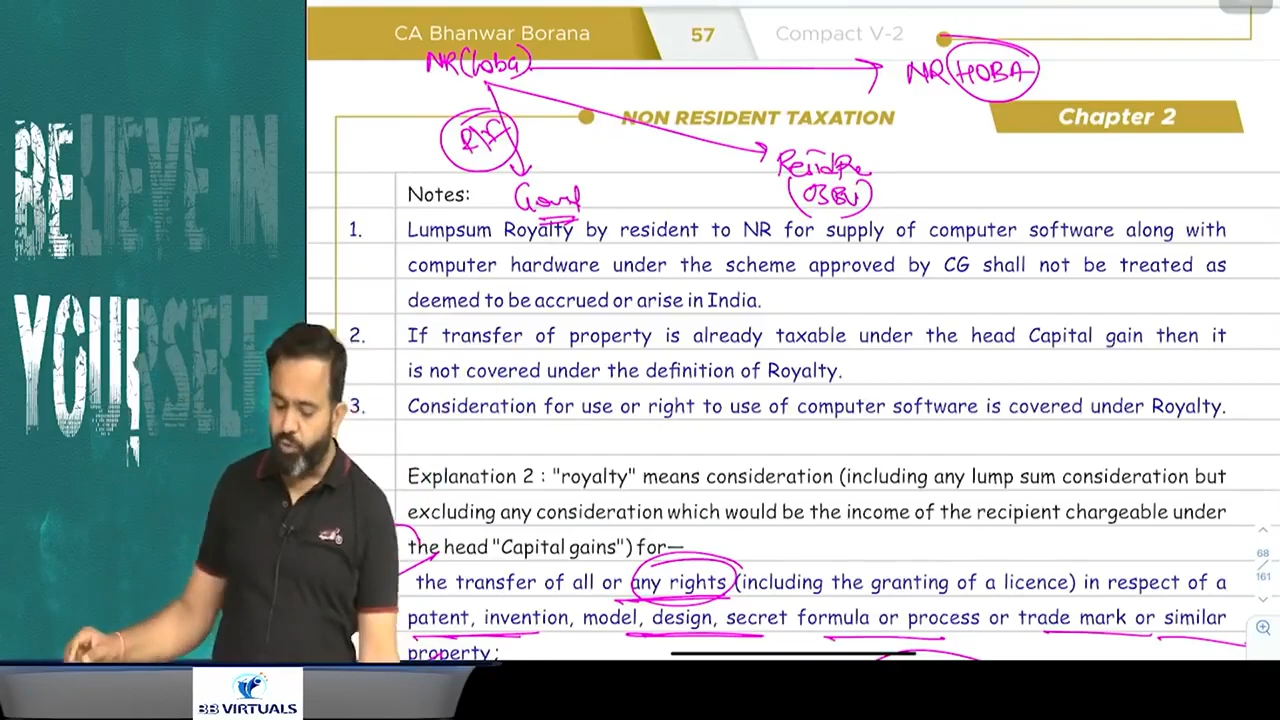 CA Bhanwar Borana
57
Compact V-2
NR
NR (HOBA)
NON RESIDENT TAXATION
Chapter 2
BELIEVE IN
YOURSELF
Notes:
1. Lumpsum Royalty by resident to NR for supply of computer software along with
computer hardware under the scheme approved by CG shall not be treated as
deemed to be accrued or arise in India.
2. If transfer of property is already taxable under the head Capital gain then it
is not covered under the definition of Royalty.
3. Consideration for use or right to use of computer software is covered under Royalty.
Explanation 2 : "royalty" means consideration (including any lump sum consideration but
excluding any consideration which would be the income of the recipient chargeable under
the head "Capital gains") for—
the transfer of all or any rights (including the granting of a licence) in respect of a
patent, invention, model, design, secret formula or process or trade mark or similar
property;
68
161
BB VIRTUALS